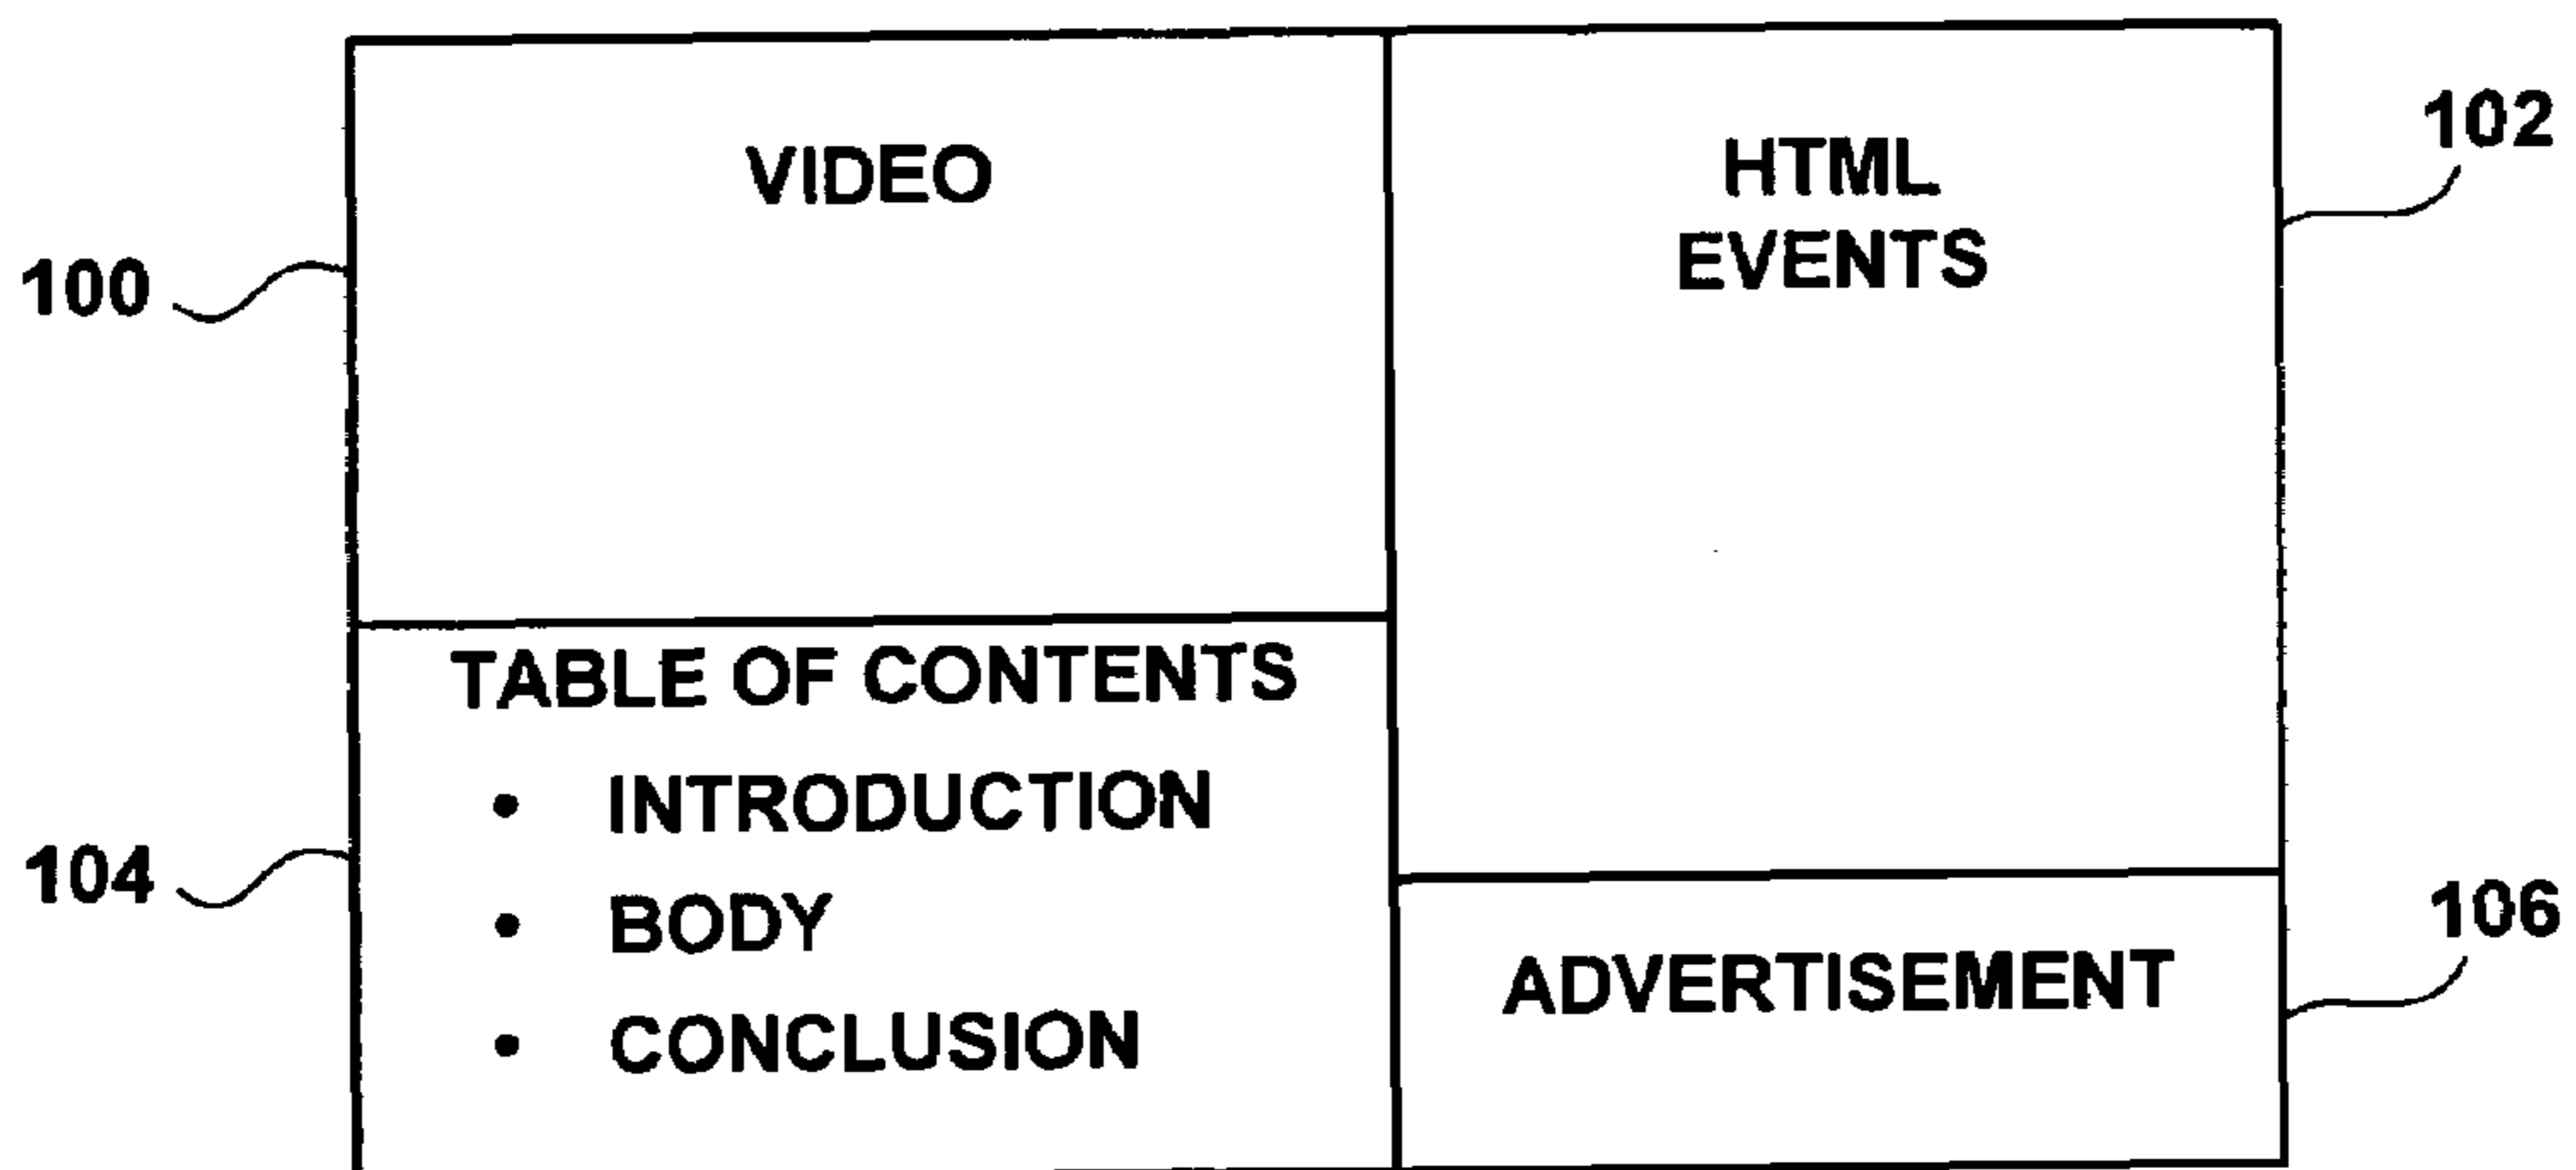 VIDEO
HTML
EVENTS
102
100
TABLE OF CONTENTS
• INTRODUCTION
• BODY
• CONCLUSION
104
ADVERTISEMENT
106